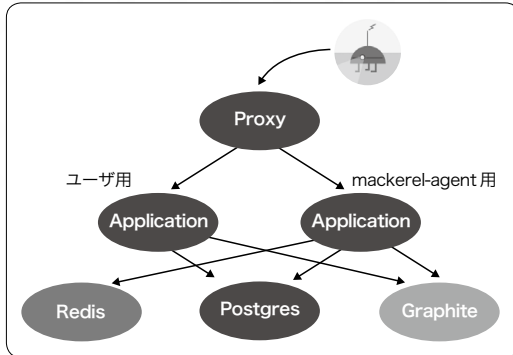 Proxy
ユーザ用
mackerel-agent 用
Application
Application
Redis
Postgres
Graphite